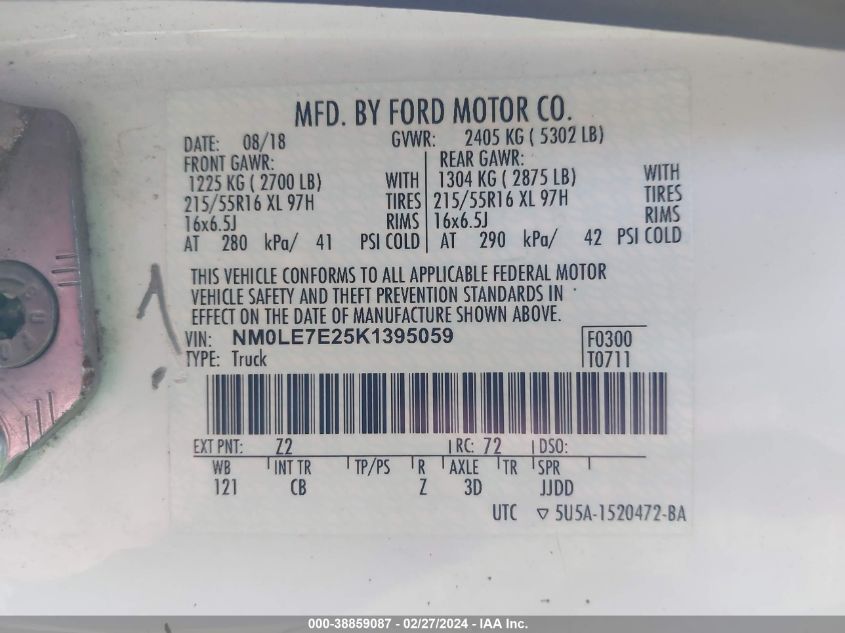 MFD. BY FORD MOTOR CO.
DATE: 08/18 GVWR: 2405 KG ( 5302 LB)
FRONT GAWR: REAR GAWR:
1225 KG ( 2700 LB) WITH 1304 KG ( 2875 LB) WITH
215/55R16 XL 97H TIRES 215/55R16 XL 97H TIRES
16x6.5J RIMS 16x6.5J RIMS
AT 280 kPa/ 41 PSI COLD AT 290 kPa/ 42 PSI COLD
THIS VEHICLE CONFORMS TO ALL APPLICABLE FEDERAL MOTOR
VEHICLE SAFETY AND THEFT PREVENTION STANDARDS IN
EFFECT ON THE DATE OF MANUFACTURE SHOWN ABOVE.
VIN: NM0LE7E25K1395059 F0300
TYPE: Truck T0711
EXT PNT: Z2 RC: 72 DSO:
WB INT TR TP/PS R AXLE TR SPR
121 CB Z 3D JJDD
UTC ▽ 5U5A-1520472-BA
000-38859087 - 02/27/2024 - IAA Inc.